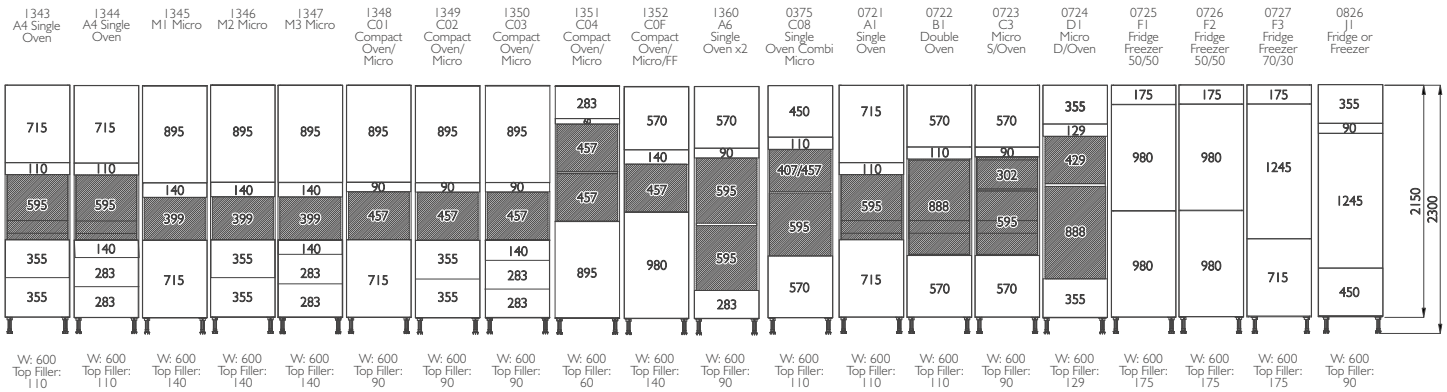 1343
A4 Single
Oven
715
110
595
355
355
W: 600
Top Filler:
110
1344
A4 Single
Oven
715
110
595
140
283
283
W: 600
Top Filler:
110
1345
M1 Micro
895
140
399
715
W: 600
Top Filler:
140
1346
M2 Micro
895
140
399
355
355
W: 600
Top Filler:
140
1347
M3 Micro
895
140
399
140
283
283
W: 600
Top Filler:
140
1348
C01
Compact
Oven/
Micro
895
90
457
715
W: 600
Top Filler:
90
1349
C02
Compact
Oven/
Micro
895
90
457
355
355
W: 600
Top Filler:
90
1350
C03
Compact
Oven/
Micro
895
90
457
140
283
283
W: 600
Top Filler:
90
1351
C04
Compact
Oven/
Micro
283
457
457
895
W: 600
Top Filler:
60
1352
C0F
Compact
Oven/
Micro/FF
570
140
457
980
W: 600
Top Filler:
140
1360
A6
Single
Oven x2
570
90
595
595
283
W: 600
Top Filler:
90
0375
C08
Single
Oven Combi
Micro
450
110
407/457
595
570
W: 600
Top Filler:
110
0721
A1
Single
Oven
715
110
595
715
W: 600
Top Filler:
110
0722
B1
Double
Oven
570
110
888
570
W: 600
Top Filler:
110
0723
C3
Micro
S/Oven
570
90
302
595
570
W: 600
Top Filler:
90
0724
D1
Micro
D/Oven
355
129
429
888
355
W: 600
Top Filler:
129
0725
F1
Fridge
Freezer
50/50
175
980
980
W: 600
Top Filler:
175
0726
F2
Fridge
Freezer
50/50
175
980
980
W: 600
Top Filler:
175
0727
F3
Fridge
Freezer
70/30
175
1245
715
W: 600
Top Filler:
175
0826
J1
Fridge or
Freezer
355
90
1245
450
W: 600
Top Filler:
90
2150
2300